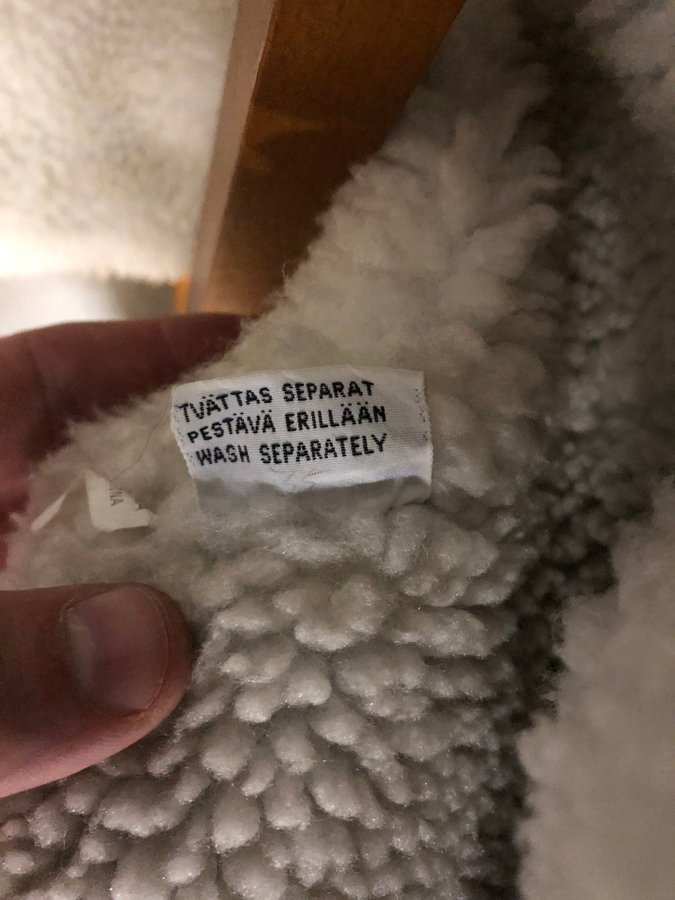 TVÄTTAS SEPARAT
PESTÄVÄ ERILLÄÄN
WASH SEPARATELY